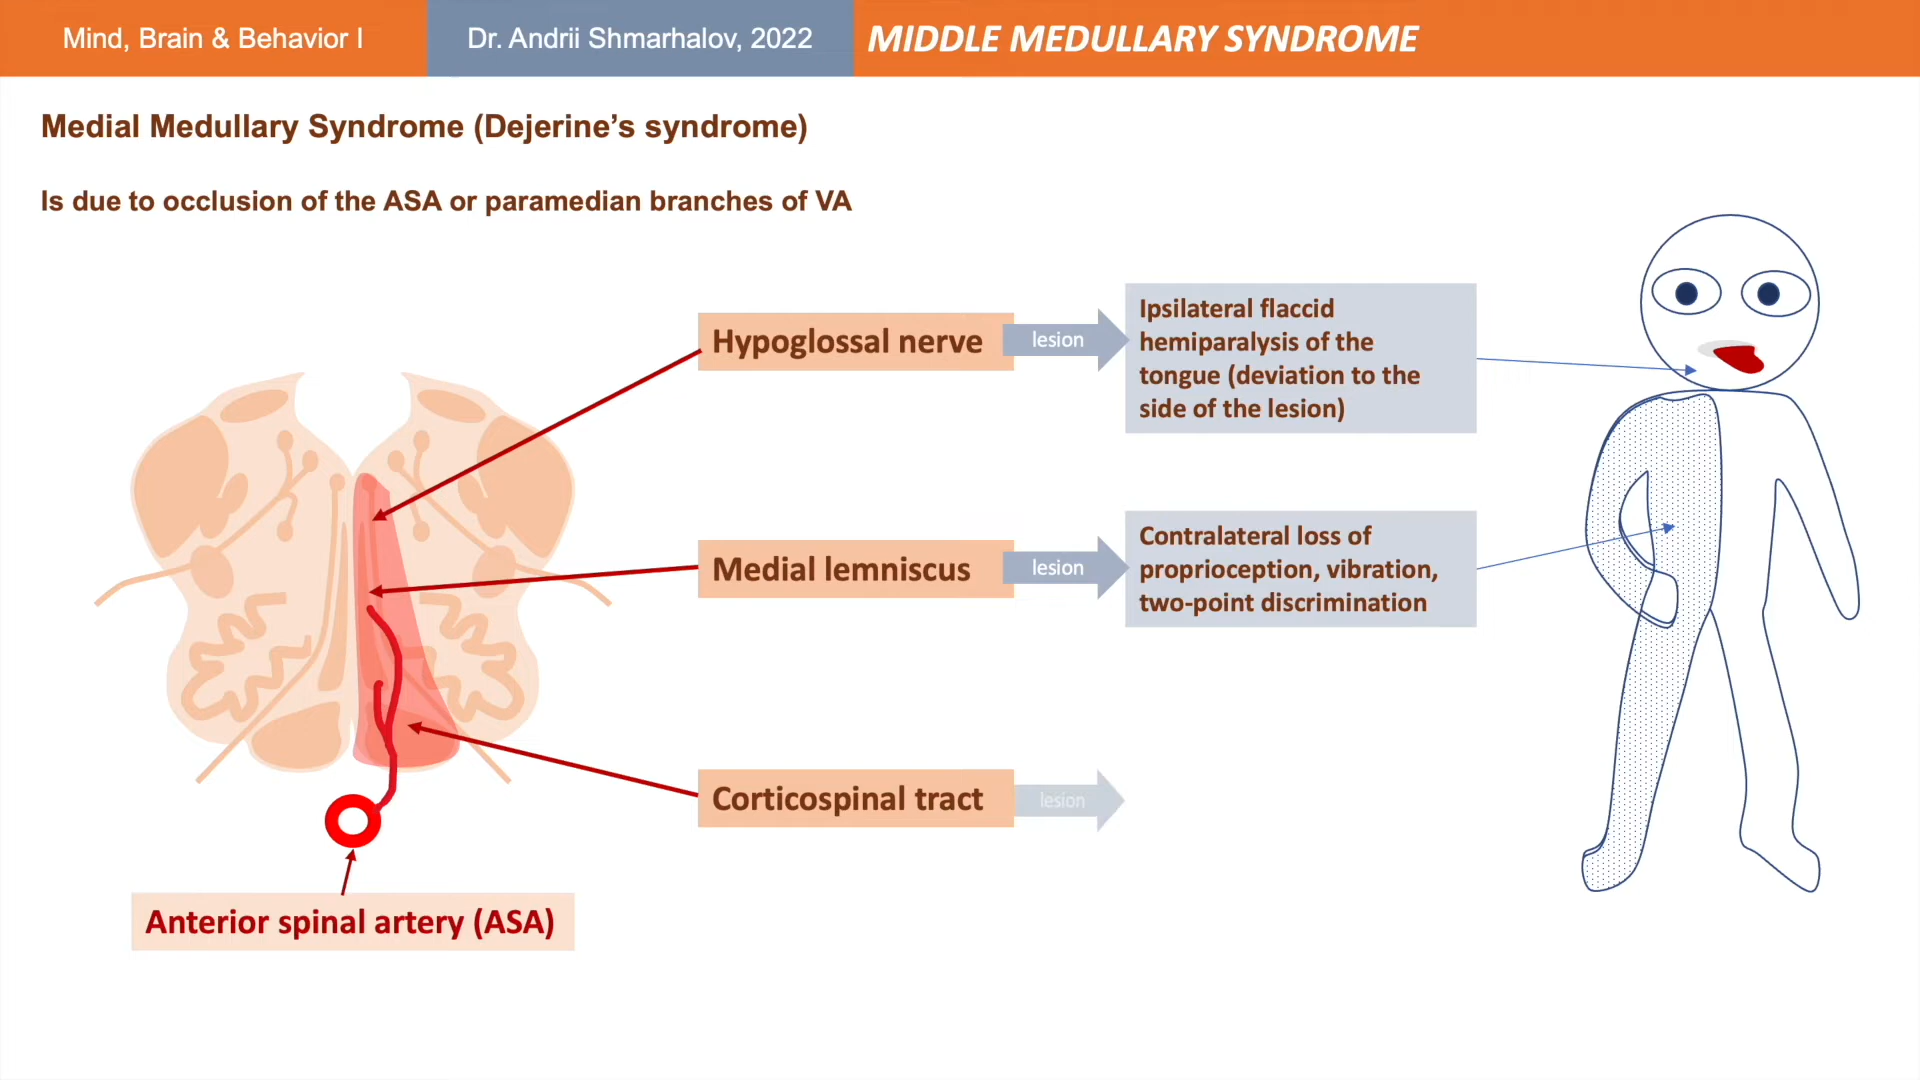 Mind, Brain & Behavior I
Dr. Andrii Shmarhalov, 2022
MIDDLE MEDULLARY SYNDROME
Medial Medullary Syndrome (Dejerine’s syndrome)
Is due to occlusion of the ASA or paramedian branches of VA
Hypoglossal nerve
lesion
Ipsilateral flaccid
hemiparalysis of the
tongue (deviation to the
side of the lesion)
Medial lemniscus
lesion
Contralateral loss of
proprioception, vibration,
two-point discrimination
Corticospinal tract
lesion
Anterior spinal artery (ASA)